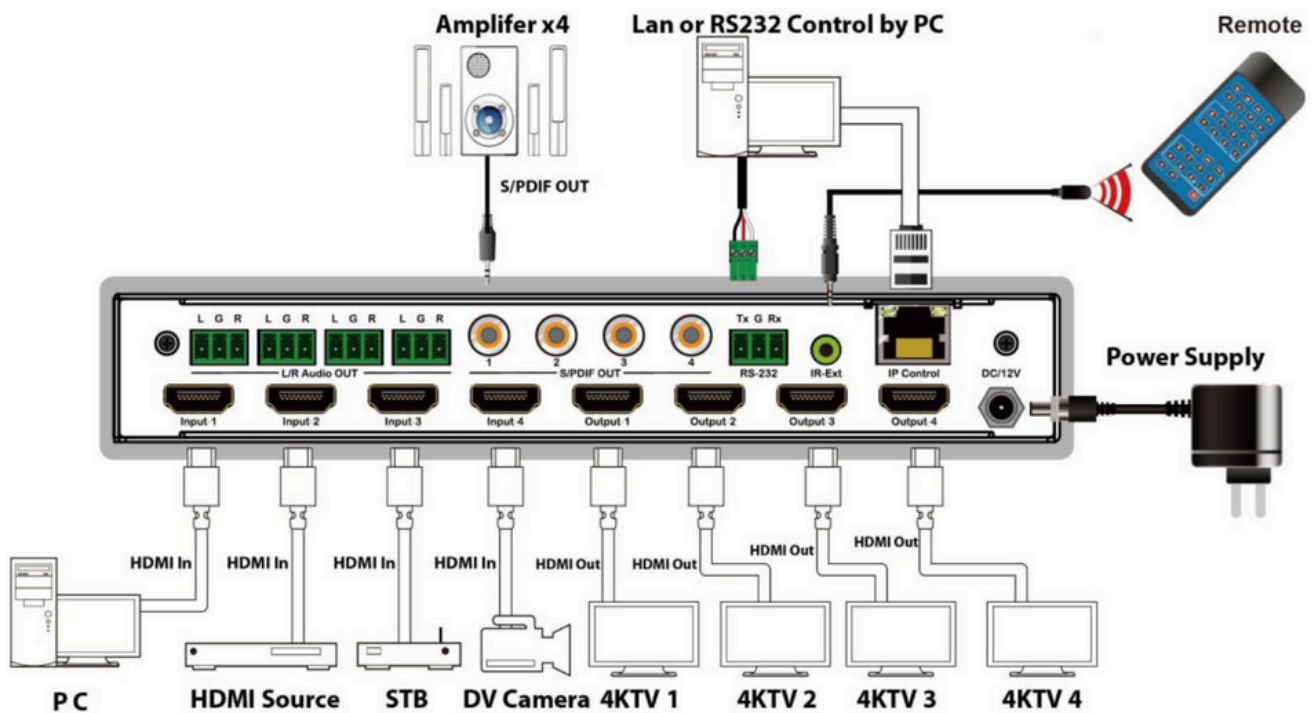 Amplifer x4
Lan or RS232 Control by PC
Remote
S/PDIF OUT
L G R
L G R
L G R
L G R
1
2
3
4
Tx G Rx
L/R Audio OUT
S/PDIF OUT
RS-232
IR-Ext
IP Control
DC/12V
Power Supply
Input 1
Input 2
Input 3
Input 4
Output 1
Output 2
Output 3
Output 4
HDMI In
HDMI In
HDMI In
HDMI In
HDMI Out
HDMI Out
HDMI Out
HDMI Out
P C
HDMI Source
STB
DV Camera
4KTV 1
4KTV 2
4KTV 3
4KTV 4